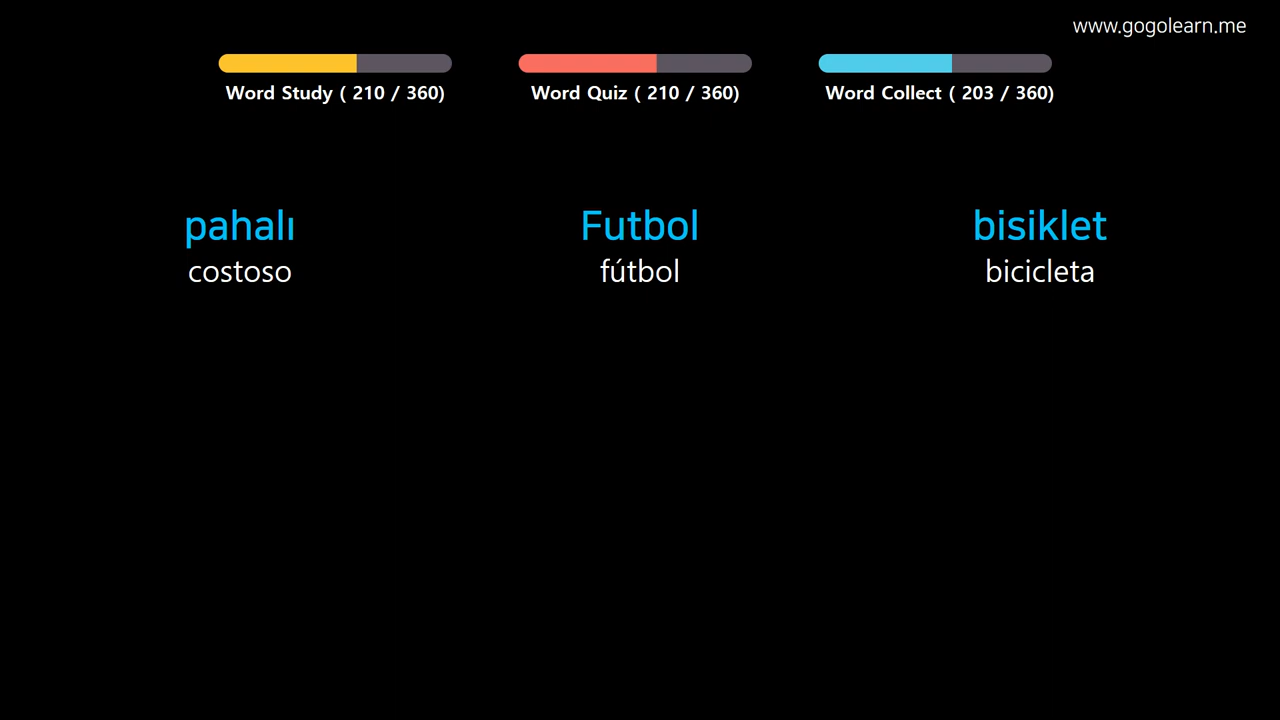 www.gogolearn.me
Word Study ( 210 / 360)
Word Quiz ( 210 / 360)
Word Collect ( 203 / 360)
pahalı
costoso
Futbol
fútbol
bisiklet
bicicleta